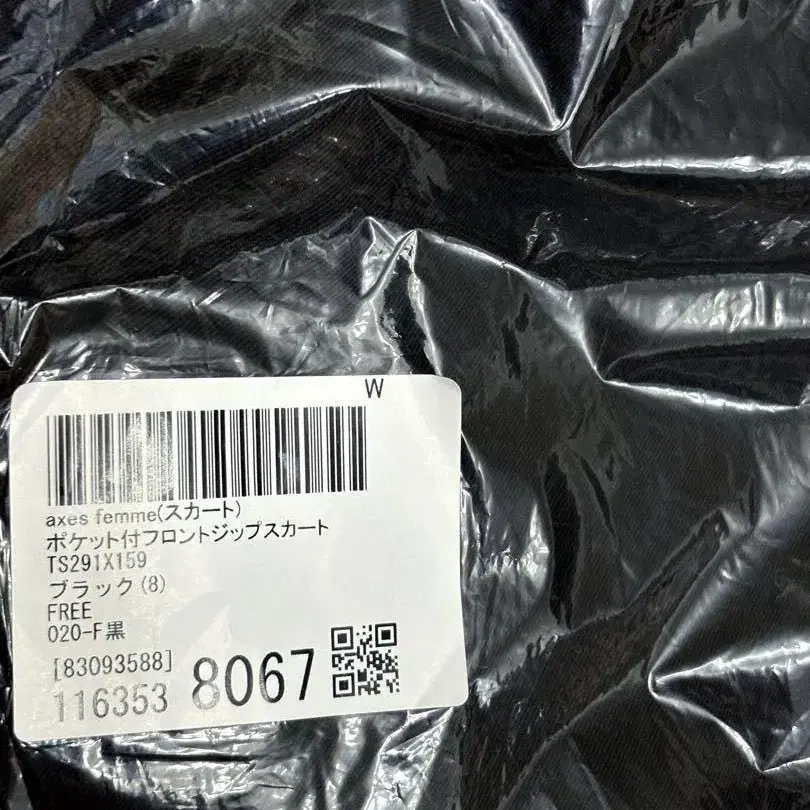 W
axes femme(スカート)
ポケット付フロントジップスカート
TS291X159
ブラック(8)
FREE
020-F黒
[83093588]
116353 8067